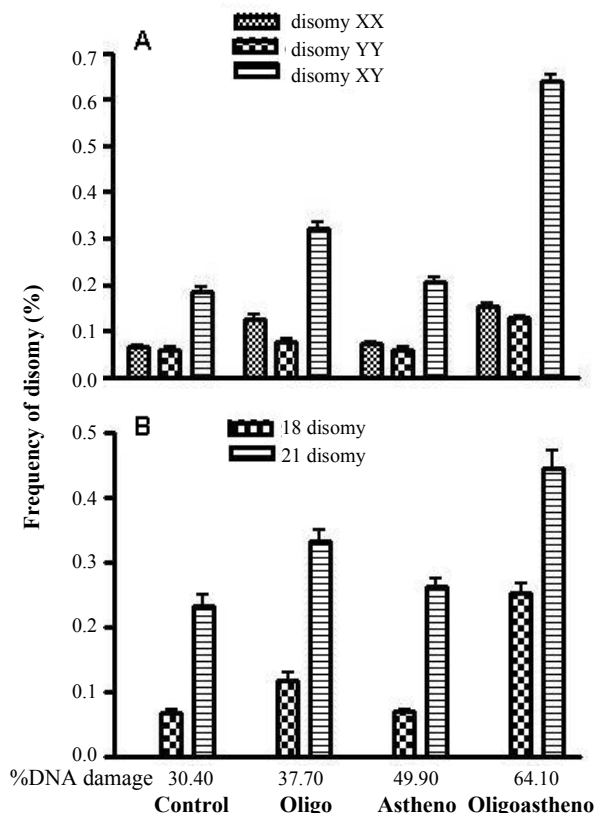 A
disomy XX
disomy YY
disomy XY
0.7
0.6
0.5
0.4
0.3
0.2
0.1
0.0
Frequency of disomy (%)
B
18 disomy
21 disomy
0.5
0.4
0.3
0.2
0.1
0.0
%DNA damage 30.40 37.70 49.90 64.10
Control Oligo Astheno Oligoastheno